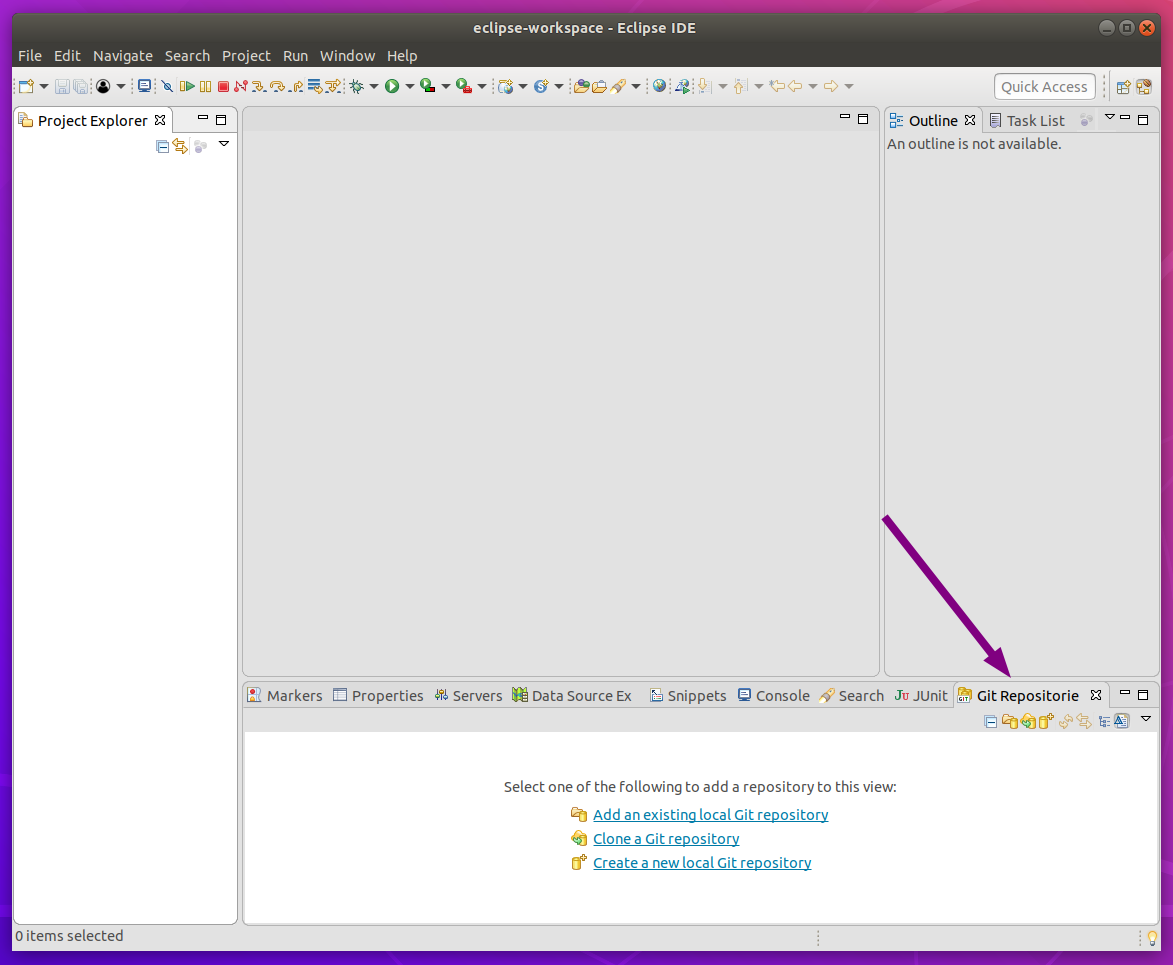 eclipse-workspace - Eclipse IDE
File Edit Navigate Search Project Run Window Help
Quick Access
Project Explorer
Outline Task List
An outline is not available.
Markers Properties Servers Data Source Ex Snippets Console Search JU JUnit GIT Git Repositorie
Select one of the following to add a repository to this view:
Add an existing local Git repository
Clone a Git repository
Create a new local Git repository
0 items selected